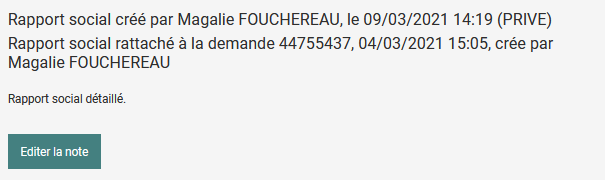 Rapport social créé par Magalie FOUCHEREAU, le 09/03/2021 14:19 (PRIVE)
Rapport social rattaché à la demande 44755437, 04/03/2021 15:05, crée par
Magalie FOUCHEREAU
Rapport social détaillé.
Editer la note